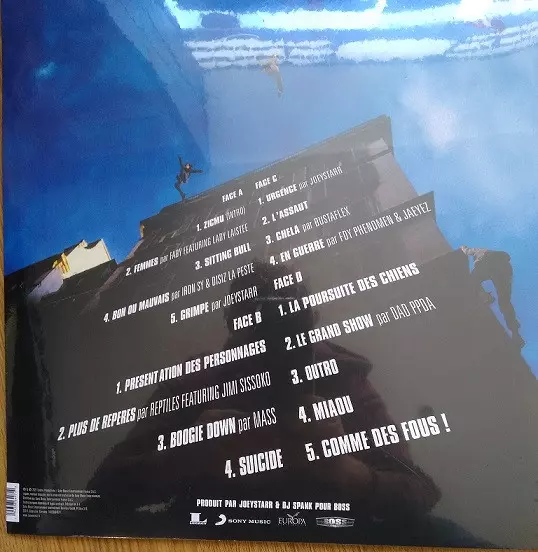 FACE A
1. ZICMU (INTRO)
2. FEMMES par FABY FEATURING LADY LAISTEE
3. SITTING BULL
4. BON OU MAUVAIS par IRON SY & DISIZ LA PESTE
5. GRIMPE par JOEYSTARR
FACE B
1. PRESENTATION DES PERSONNAGES
2. PLUS DE REPERES par REPTILES FEATURING JIMI SISSOKO
3. BOOGIE DOWN par MASS
4. SUICIDE
FACE C
1. URGENCE par JOEYSTARR
2. L'ASSAUT
3. CHELA par BUSTAFLEX
4. EN GUERRE par FDY PHENOMEN & JAEYEZ
FACE D
1. LA POURSUITE DES CHIENS
2. LE GRAND SHOW par DAD PPDA
3. OUTRO
4. MIAOU
5. COMME DES FOUS !
PRODUIT PAR JOEYSTARR & DJ SPANK POUR BOSS
SONY MUSIC
EUROPA
BOSS